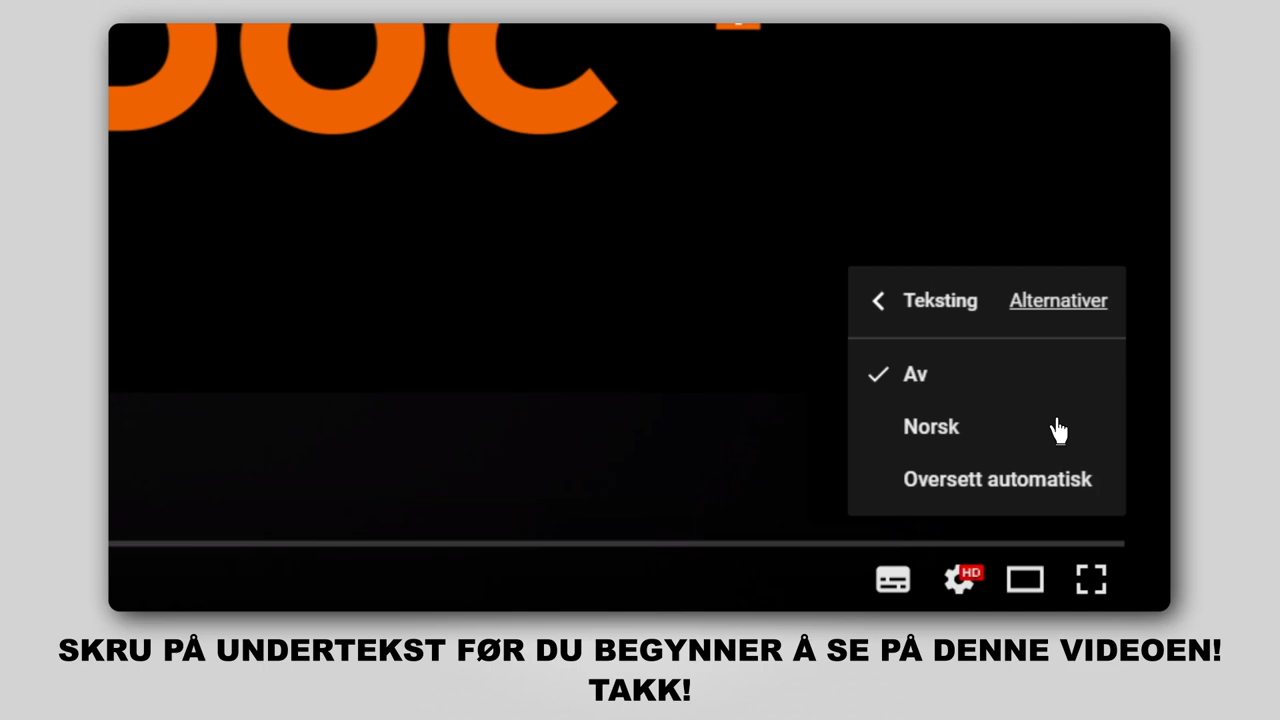 Teksting Alternativer
Av
Norsk
Oversett automatisk
HD
SKRU PÅ UNDERTEKST FØR DU BEGYNNER Å SE PÅ DENNE VIDEOEN!
TAKK!